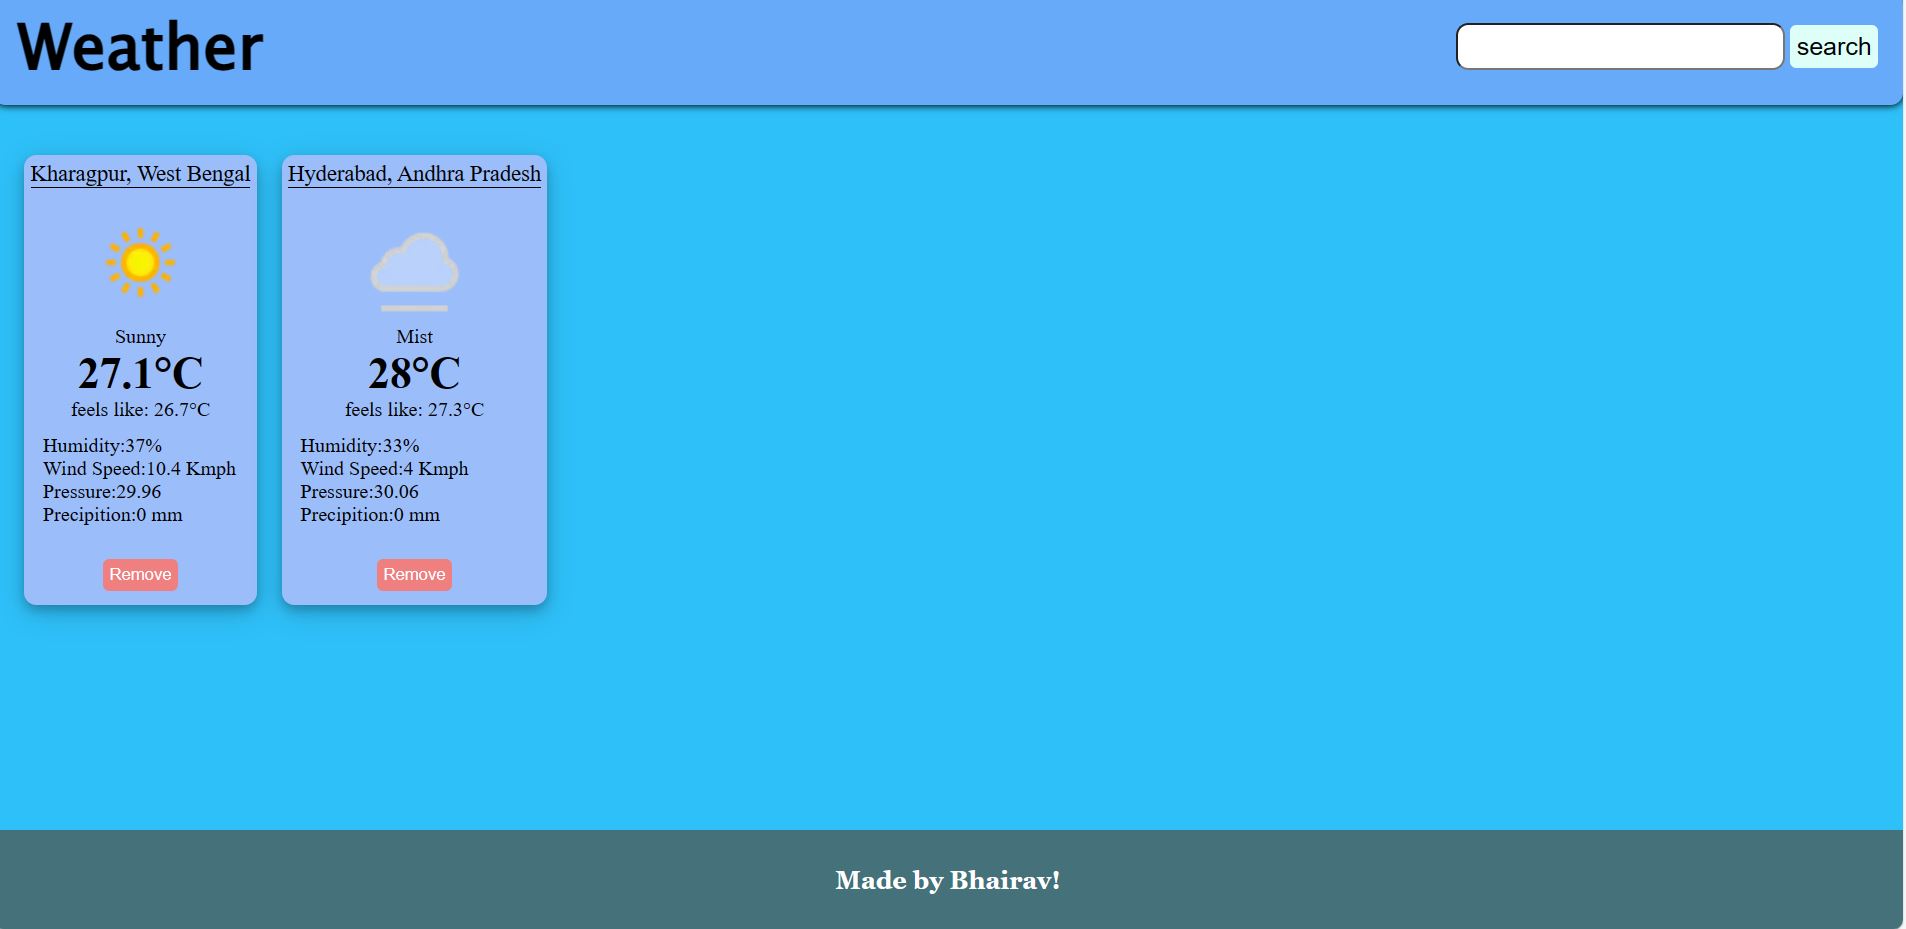 Weather
search
Kharagpur, West Bengal
Sunny
27.1°C
feels like: 26.7°C
Humidity:37%
Wind Speed:10.4 Kmph
Pressure:29.96
Precipition:0 mm
Remove
Hyderabad, Andhra Pradesh
Mist
28°C
feels like: 27.3°C
Humidity:33%
Wind Speed:4 Kmph
Pressure:30.06
Precipition:0 mm
Remove
Made by Bhairav!